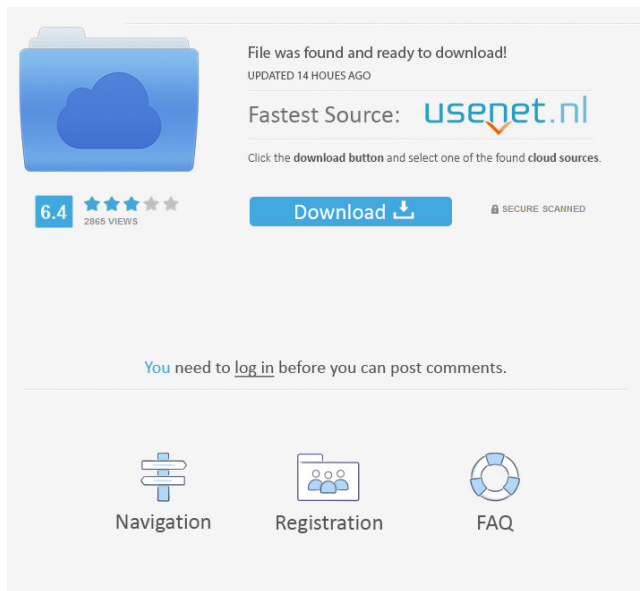 File was found and ready to download!
UPDATED 14 HOUES AGO
Fastest Source: usenet.nl
Click the download button and select one of the found cloud sources.
6.4
2865 VIEWS
Download
SECURE SCANNED
You need to log in before you can post comments.
Navigation
Registration
FAQ